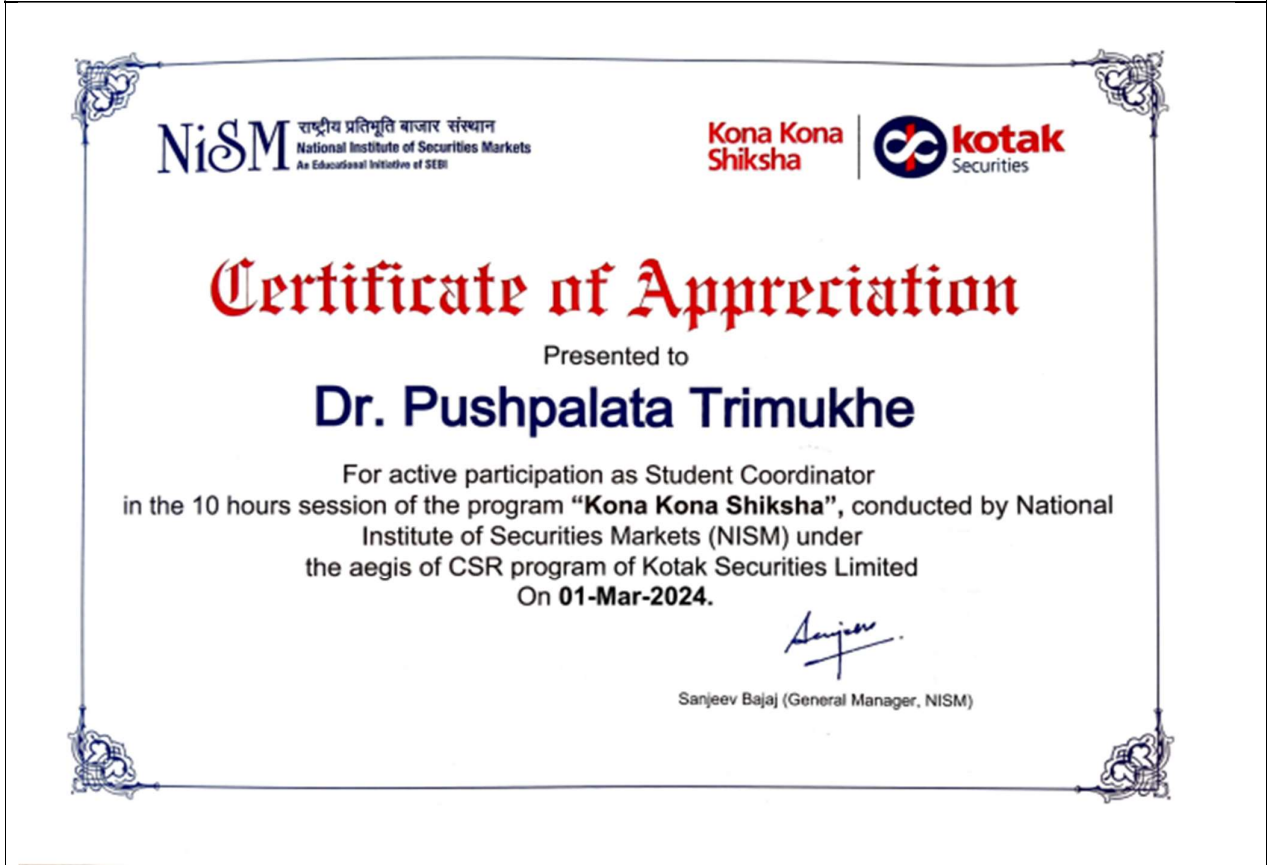 NiSM
राष्ट्रीय प्रतिभूति बाजार संस्थान
National Institute of Securities Markets
An Educational Initiative of SEBI
Kona Kona
Shiksha
kotak
Securities
Certificate of Appreciation
Presented to
Dr. Pushpalata Trimukhe
For active participation as Student Coordinator
in the 10 hours session of the program “Kona Kona Shiksha”, conducted by National
Institute of Securities Markets (NISM) under
the aegis of CSR program of Kotak Securities Limited
On 01-Mar-2024.
Sanjeev Bajaj (General Manager, NISM)